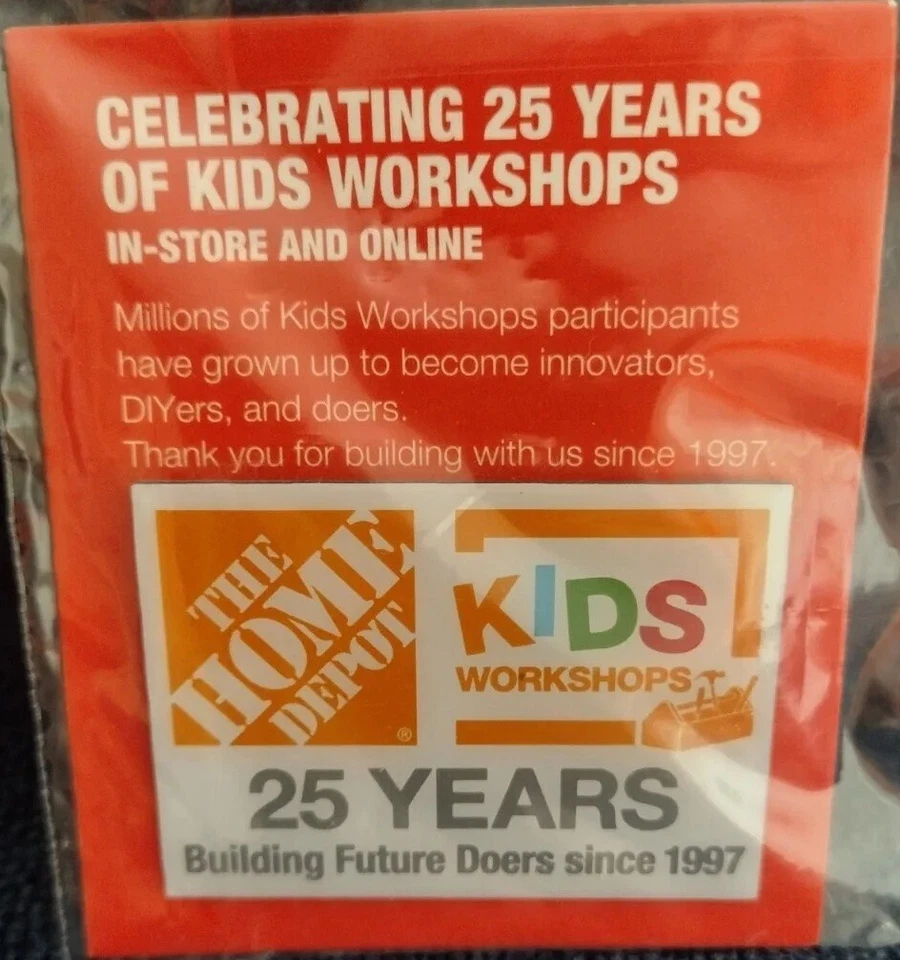 CELEBRATING 25 YEARS
OF KIDS WORKSHOPS
IN-STORE AND ONLINE
Millions of Kids Workshops participants
have grown up to become innovators,
DIYers, and doers.
Thank you for building with us since 1997.
THE
HOME
DEPOT
®
KIDS
WORKSHOPS
25 YEARS
Building Future Doers since 1997